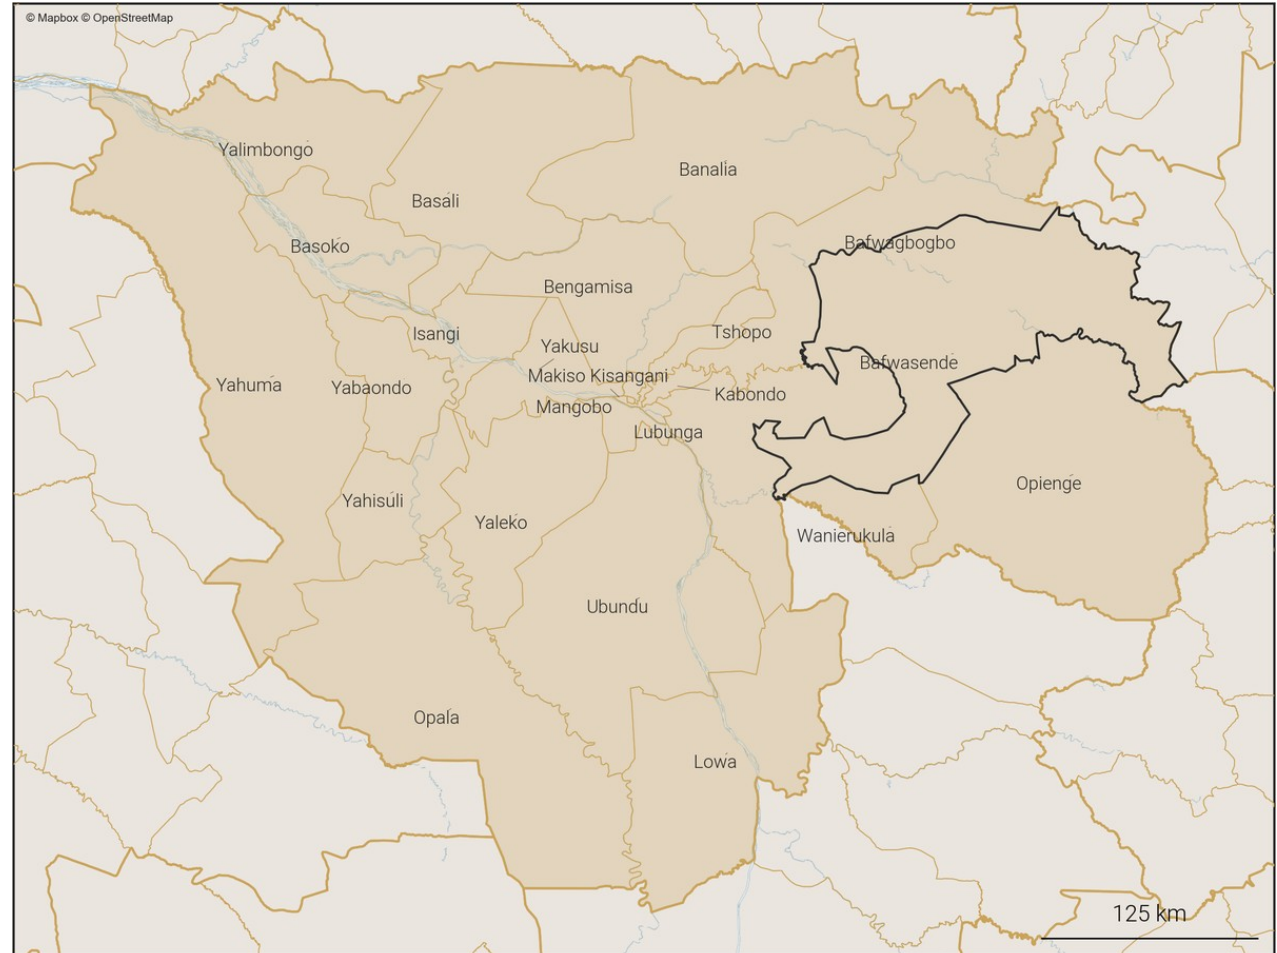 © Mapbox © OpenStreetMap
Yalimbongo
Banalia
Basali
Bafwagbogbo
Basoko
Bengamisa
Tshopo
Isangi
Yakusu
Bafwasende
Makiso Kisangani
Yahuma
Yabaondo
Kabondo
Mangobo
Lubunga
Opienge
Yahisuli
Yaleko
Wanierukula
Ubundu
Opala
Lowa
125 km